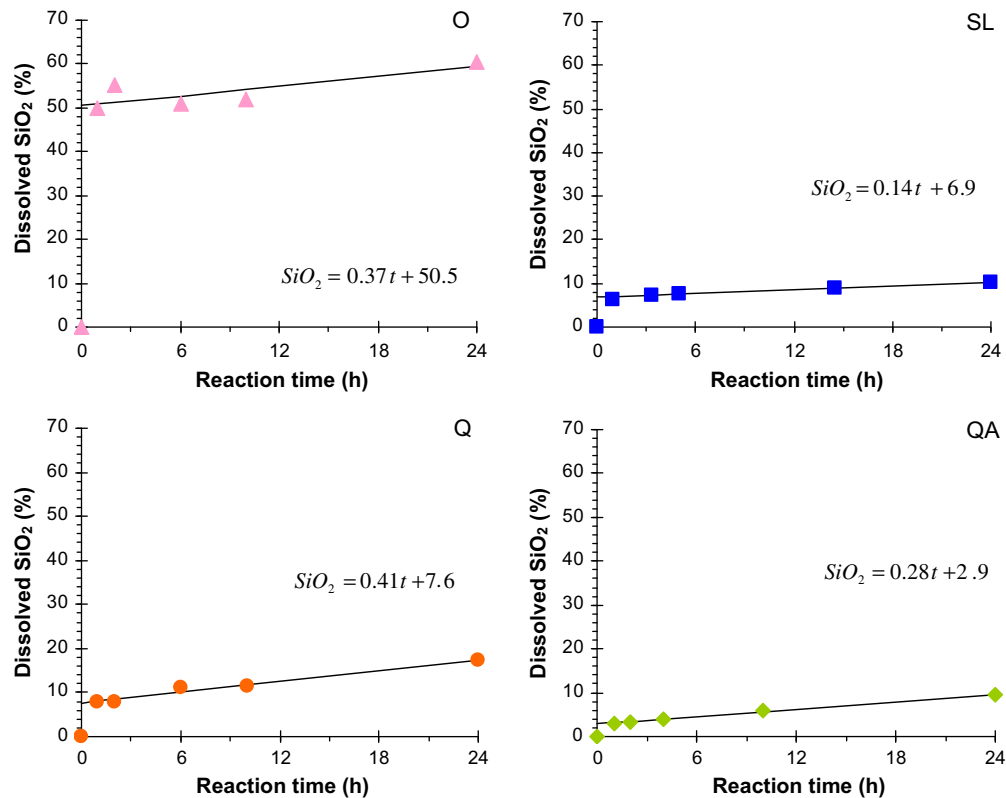 O
70
60
50
40
30
20
10
0
Dissolved SiO₂ (%)
SiO₂ = 0.37t + 50.5
0 6 12 18 24
Reaction time (h)
SL
70
60
50
40
30
20
10
0
Dissolved SiO₂ (%)
SiO₂ = 0.14t + 6.9
0 6 12 18 24
Reaction time (h)
Q
70
60
50
40
30
20
10
0
Dissolved SiO₂ (%)
SiO₂ = 0.41t + 7.6
0 6 12 18 24
Reaction time (h)
QA
70
60
50
40
30
20
10
0
Dissolved SiO₂ (%)
SiO₂ = 0.28t + 2.9
0 6 12 18 24
Reaction time (h)